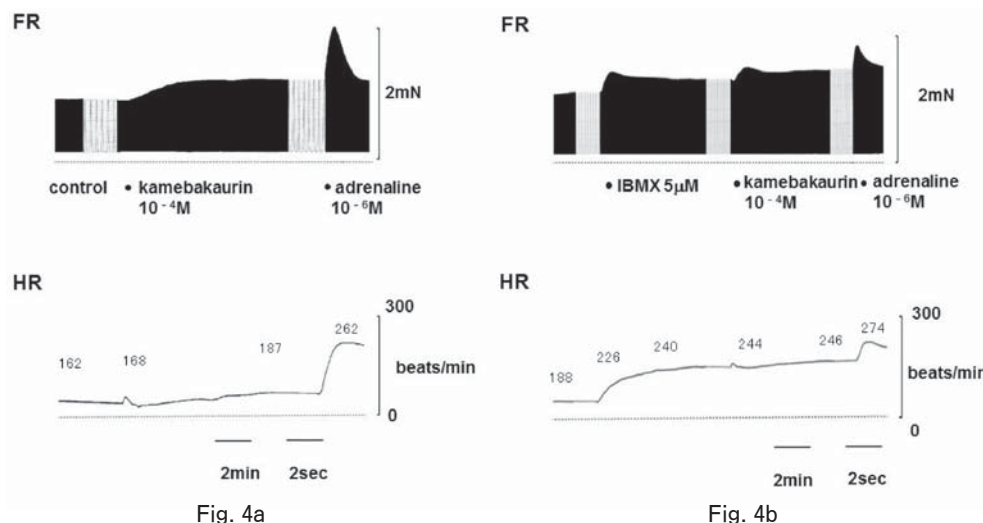 FR
2mN
control • kamebakaurin • adrenaline
10⁻⁴M 10⁻⁶M
HR
300
162 168 187 262
beats/min
0
2min 2sec
Fig. 4a
FR
2mN
• IBMX 5μM • kamebakaurin • adrenaline
10⁻⁴M 10⁻⁶M
HR
300
188 226 240 244 246 274
beats/min
0
2min 2sec
Fig. 4b